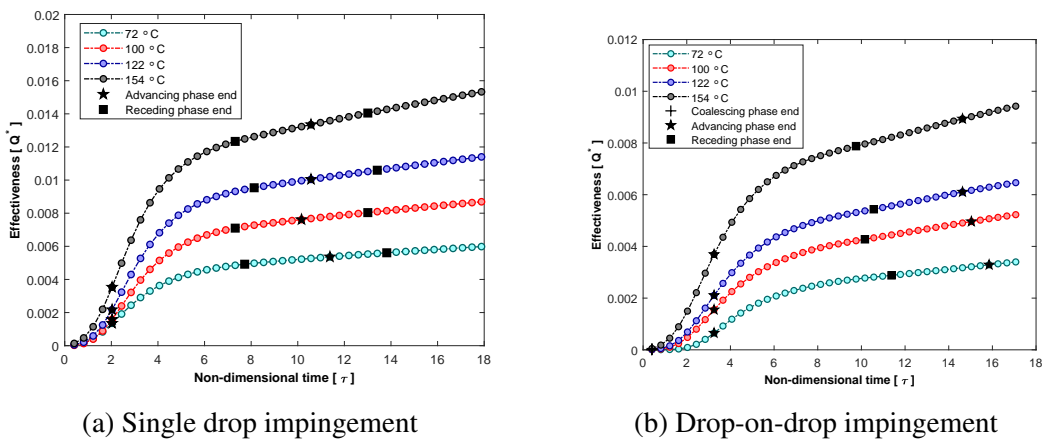 0.02
0.018
0.016
0.014
0.012
0.01
0.008
0.006
0.004
0.002
0
Effectiveness [ Q* ]
72 °C
100 °C
122 °C
154 °C
Advancing phase end
Receding phase end
0 2 4 6 8 10 12 14 16 18
Non-dimensional time [ τ ]
(a) Single drop impingement
0.012
0.01
0.008
0.006
0.004
0.002
0
Effectiveness [ Q* ]
72 °C
100 °C
122 °C
154 °C
Coalescing phase end
Advancing phase end
Receding phase end
0 2 4 6 8 10 12 14 16 18
Non-dimensional time [ τ ]
(b) Drop-on-drop impingement